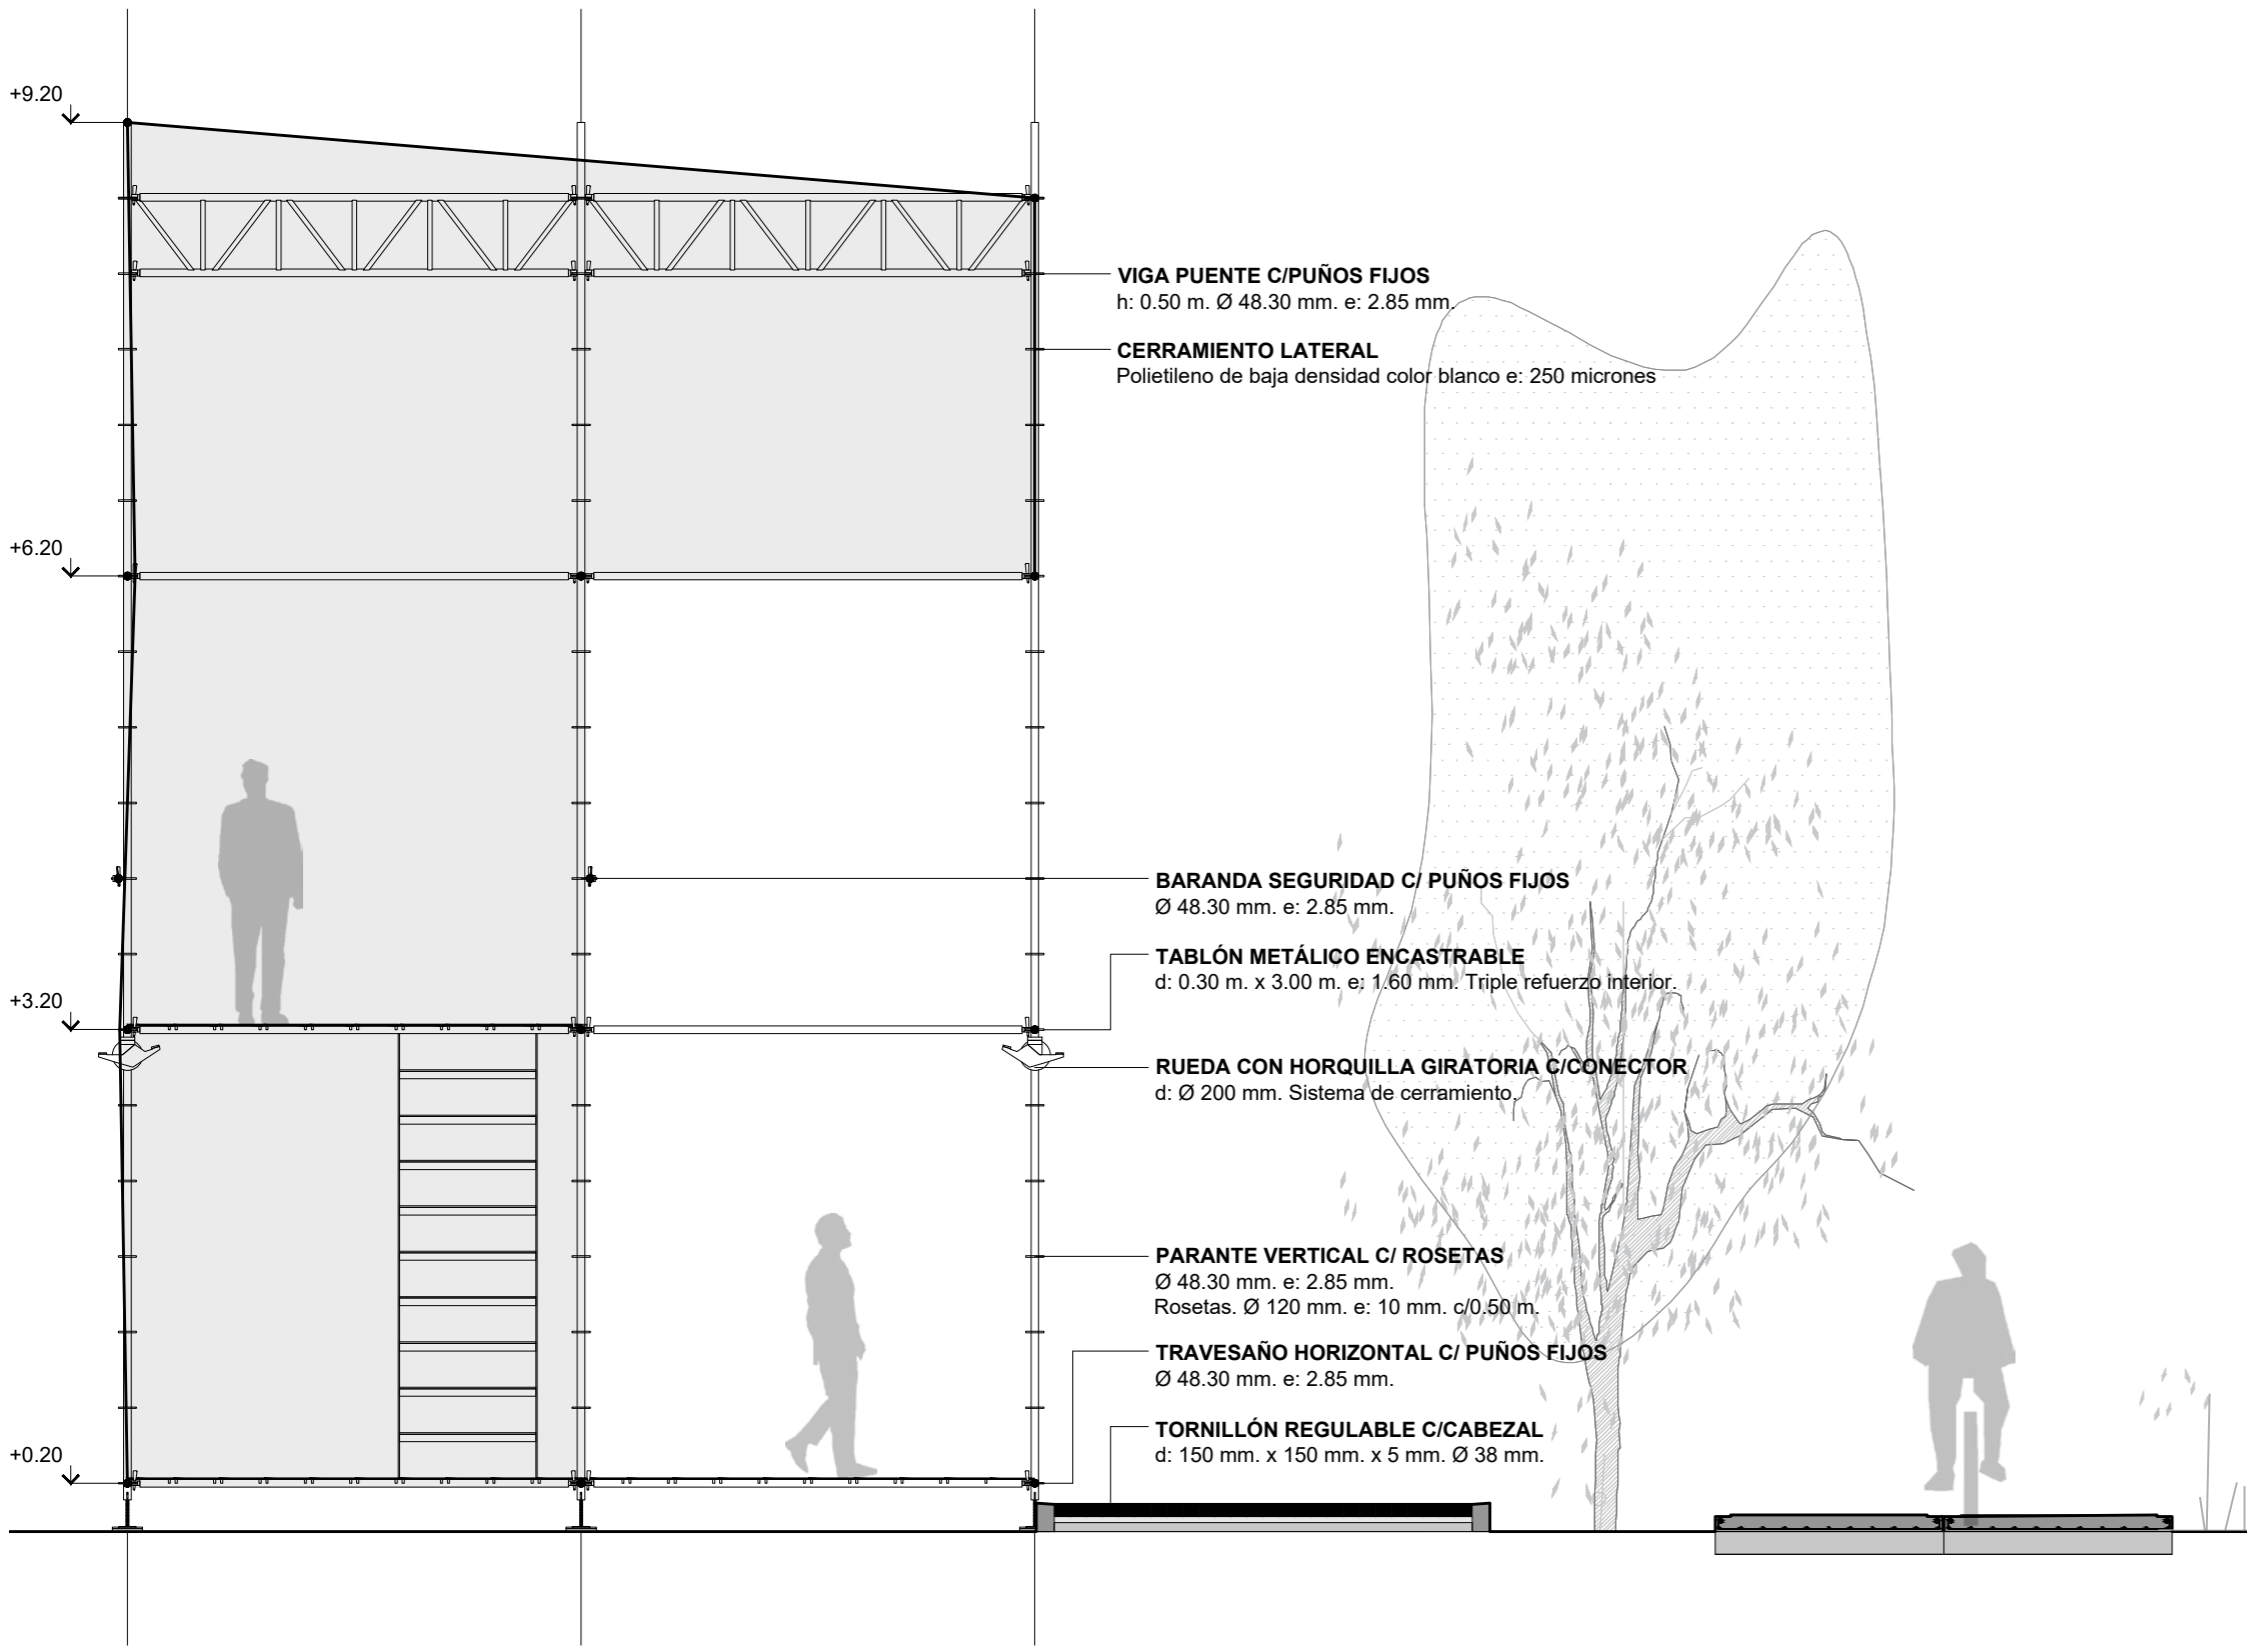 +9.20
VIGA PUENTE C/PUÑOS FIJOS
h: 0.50 m. Ø 48.30 mm. e: 2.85 mm.
CERRAMIENTO LATERAL
Polietileno de baja densidad color blanco e: 250 micrones
+6.20
BARANDA SEGURIDAD C/ PUÑOS FIJOS
Ø 48.30 mm. e: 2.85 mm.
TABLÓN METÁLICO ENCASTRABLE
d: 0.30 m. x 3.00 m. e: 1.60 mm. Triple refuerzo interior.
+3.20
RUEDA CON HORQUILLA GIRATORIA C/CONECTOR
d: Ø 200 mm. Sistema de cerramiento.
PARANTE VERTICAL C/ ROSETAS
Ø 48.30 mm. e: 2.85 mm.
Rosetas. Ø 120 mm. e: 10 mm. c/0.50 m.
TRAVESAÑO HORIZONTAL C/ PUÑOS FIJOS
Ø 48.30 mm. e: 2.85 mm.
TORNILLÓN REGULABLE C/CABEZAL
d: 150 mm. x 150 mm. x 5 mm. Ø 38 mm.
+0.20